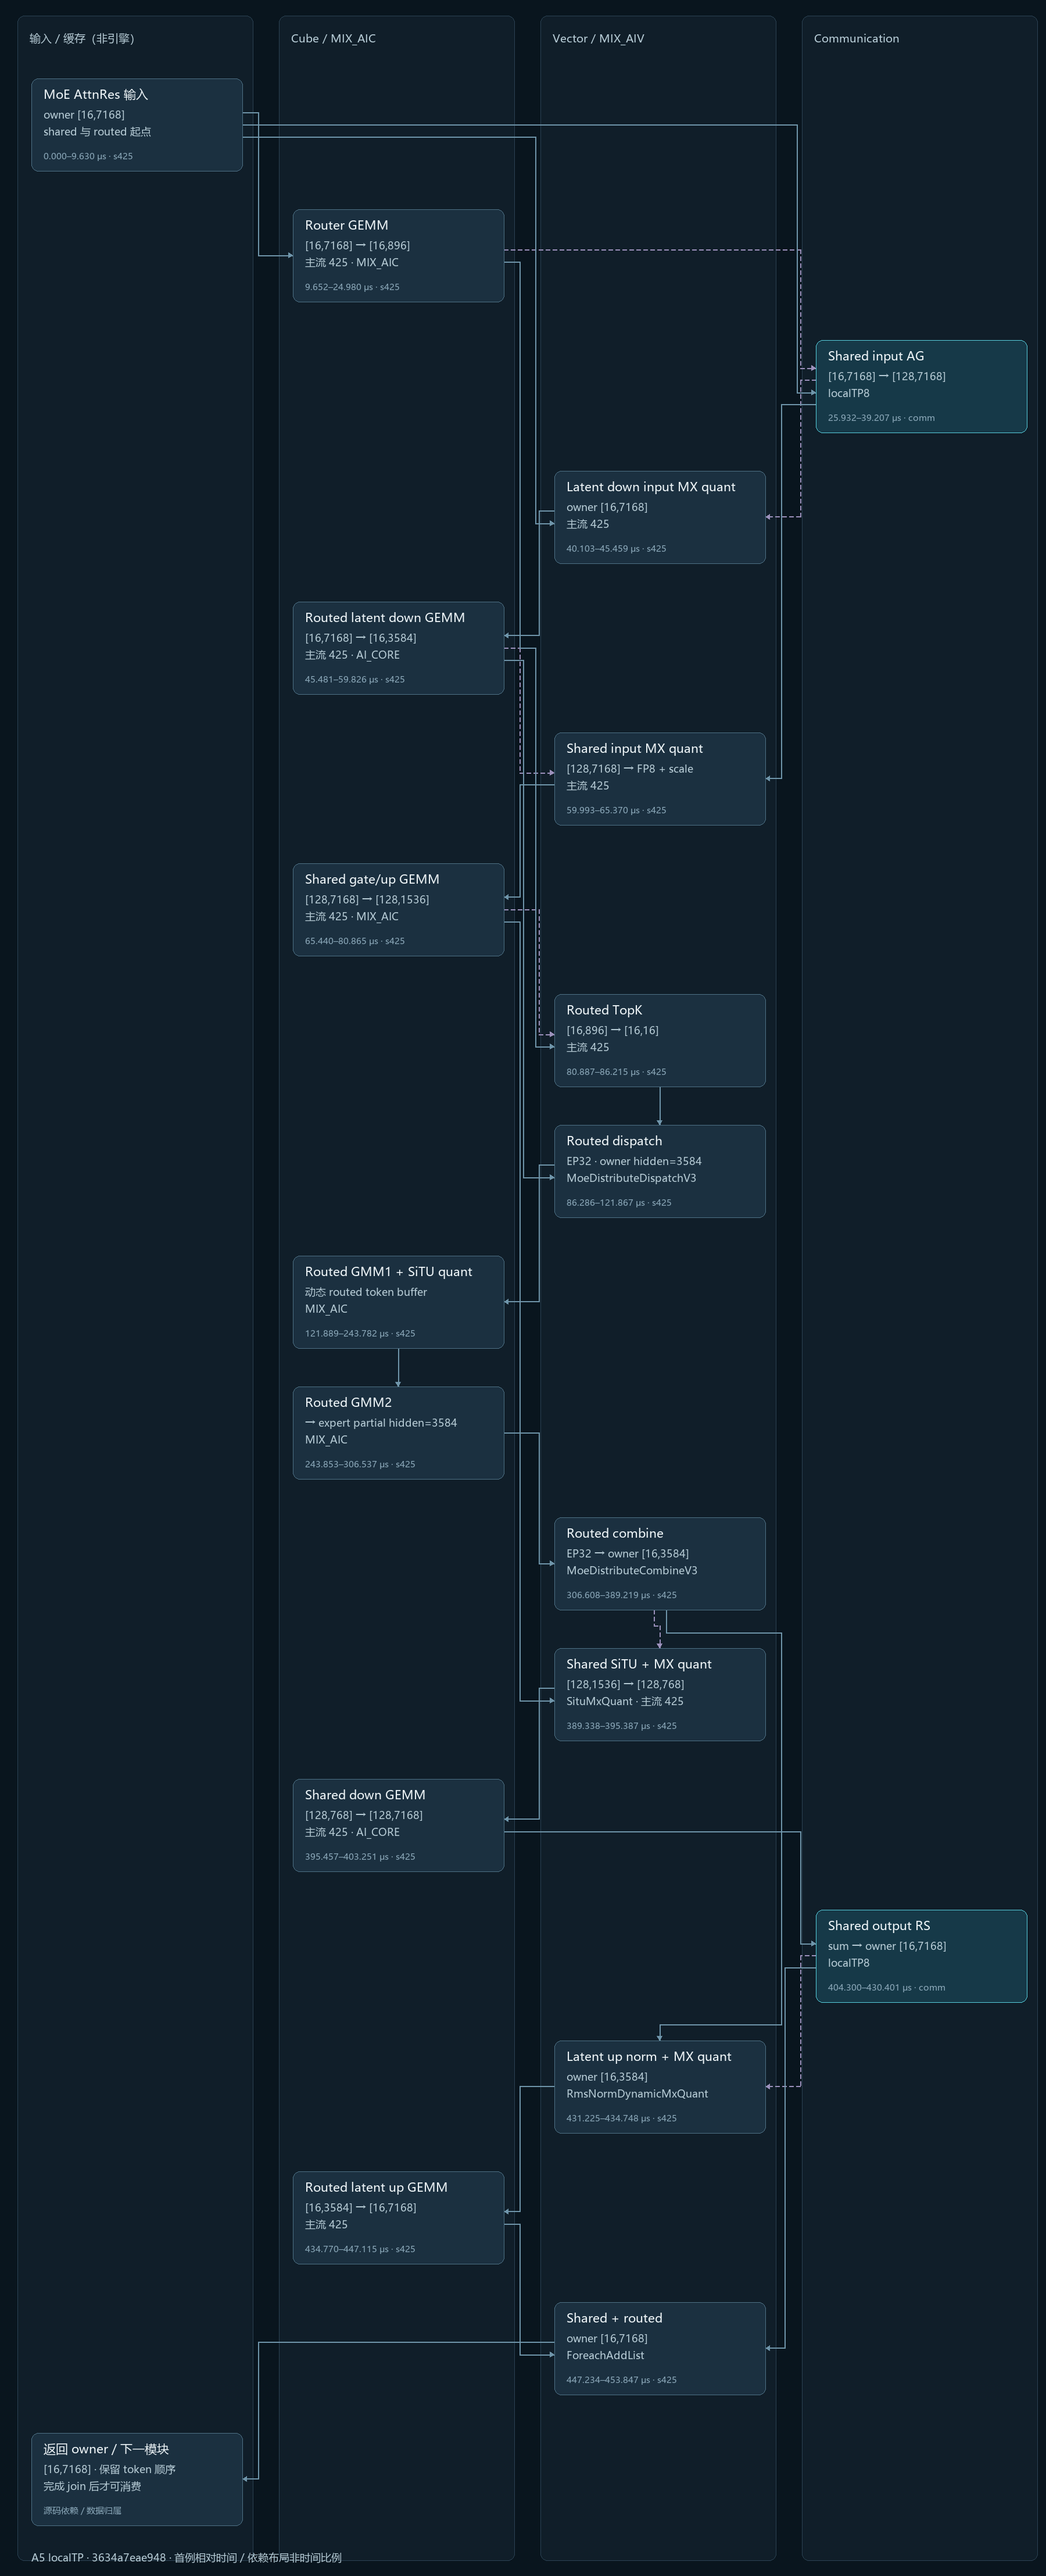 输入 / 缓存（非引擎）
Cube / MIX_AIC
Vector / MIX_AIV
Communication
MoE AttnRes 输入
owner [16,7168]
shared 与 routed 起点
0.000–9.630 µs · s425
Router GEMM
[16,7168] → [16,896]
主流 425 · MIX_AIC
9.652–24.980 µs · s425
Shared input AG
[16,7168] → [128,7168]
localTP8
25.932–39.207 µs · comm
Latent down input MX quant
owner [16,7168]
主流 425
40.103–45.459 µs · s425
Routed latent down GEMM
[16,7168] → [16,3584]
主流 425 · AI_CORE
45.481–59.826 µs · s425
Shared input MX quant
[128,7168] → FP8 + scale
主流 425
59.993–65.370 µs · s425
Shared gate/up GEMM
[128,7168] → [128,1536]
主流 425 · MIX_AIC
65.440–80.865 µs · s425
Routed TopK
[16,896] → [16,16]
主流 425
80.887–86.215 µs · s425
Routed dispatch
EP32 · owner hidden=3584
MoeDistributeDispatchV3
86.286–121.867 µs · s425
Routed GMM1 + SiTU quant
动态 routed token buffer
MIX_AIC
121.889–243.782 µs · s425
Routed GMM2
→ expert partial hidden=3584
MIX_AIC
243.853–306.537 µs · s425
Routed combine
EP32 → owner [16,3584]
MoeDistributeCombineV3
306.608–389.219 µs · s425
Shared SiTU + MX quant
[128,1536] → [128,768]
SituMxQuant · 主流 425
389.338–395.387 µs · s425
Shared down GEMM
[128,768] → [128,7168]
主流 425 · AI_CORE
395.457–403.251 µs · s425
Shared output RS
sum → owner [16,7168]
localTP8
404.300–430.401 µs · comm
Latent up norm + MX quant
owner [16,3584]
RmsNormDynamicMxQuant
431.225–434.748 µs · s425
Routed latent up GEMM
[16,3584] → [16,7168]
主流 425
434.770–447.115 µs · s425
Shared + routed
owner [16,7168]
ForeachAddList
447.234–453.847 µs · s425
返回 owner / 下一模块
[16,7168] · 保留 token 顺序
完成 join 后才可消费
源码依赖 / 数据归属
A5 localTP · 3634a7eae948 · 首例相对时间 / 依赖布局非时间比例